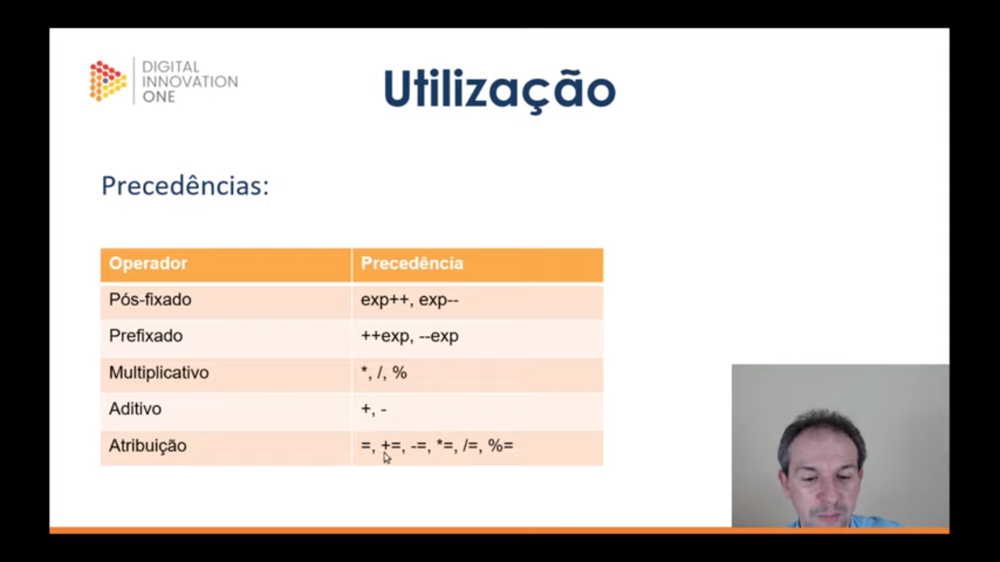 DIGITAL
INNOVATION
ONE
Utilização
Precedências:
Operador Precedência
Pós-fixado exp++, exp--
Prefixado ++exp, --exp
Multiplicativo *, /, %
Aditivo +, -
Atribuição =, +=, -=, *=, /=, %=